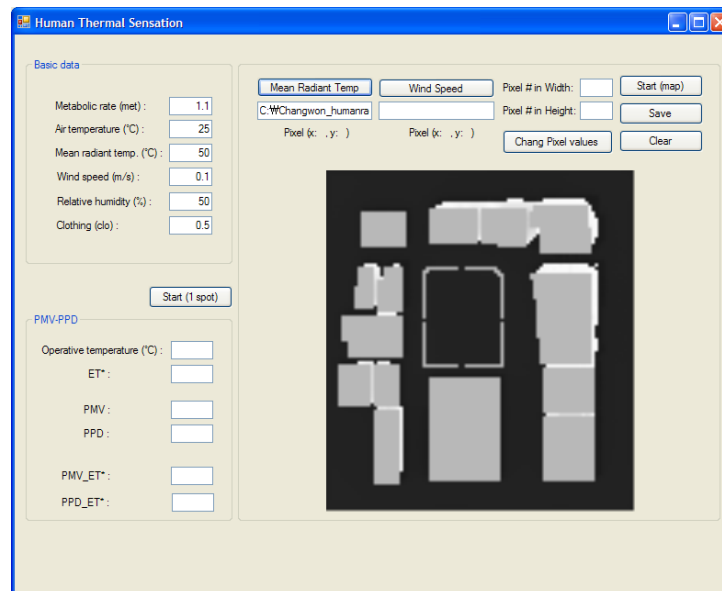 Human Thermal Sensation
Basic data
Metabolic rate (met) : 1.1
Air temperature (°C) : 25
Mean radiant temp. (°C) : 50
Wind speed (m/s) : 0.1
Relative humidity (%) : 50
Clothing (clo) : 0.5
Start (1 spot)
PMV-PPD
Operative temperature (°C) :
ET* :
PMV :
PPD :
PMV_ET* :
PPD_ET* :
Mean Radiant Temp Wind Speed Pixel # in Width: Start (map)
C:₩Changwon_humanra Pixel # in Height: Save
Pixel (x: , y: ) Pixel (x: , y: ) Chang Pixel values Clear